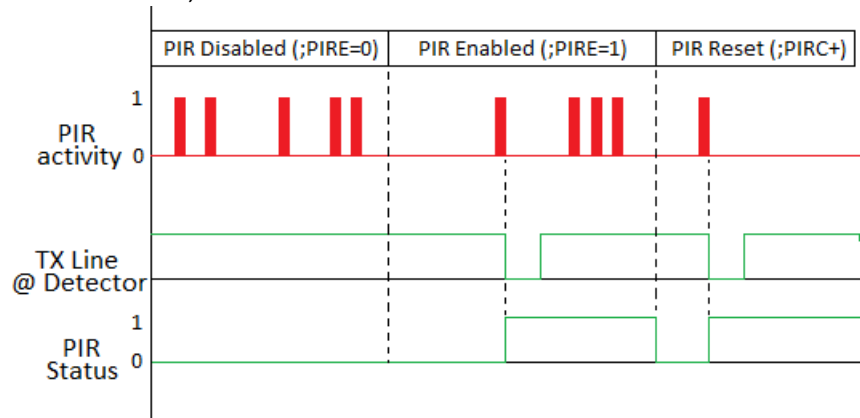 PIR Disabled (;PIRE=0)
PIR Enabled (;PIRE=1)
PIR Reset (;PIRC+)
1
PIR
activity
0
TX Line
@ Detector
1
PIR
Status
0